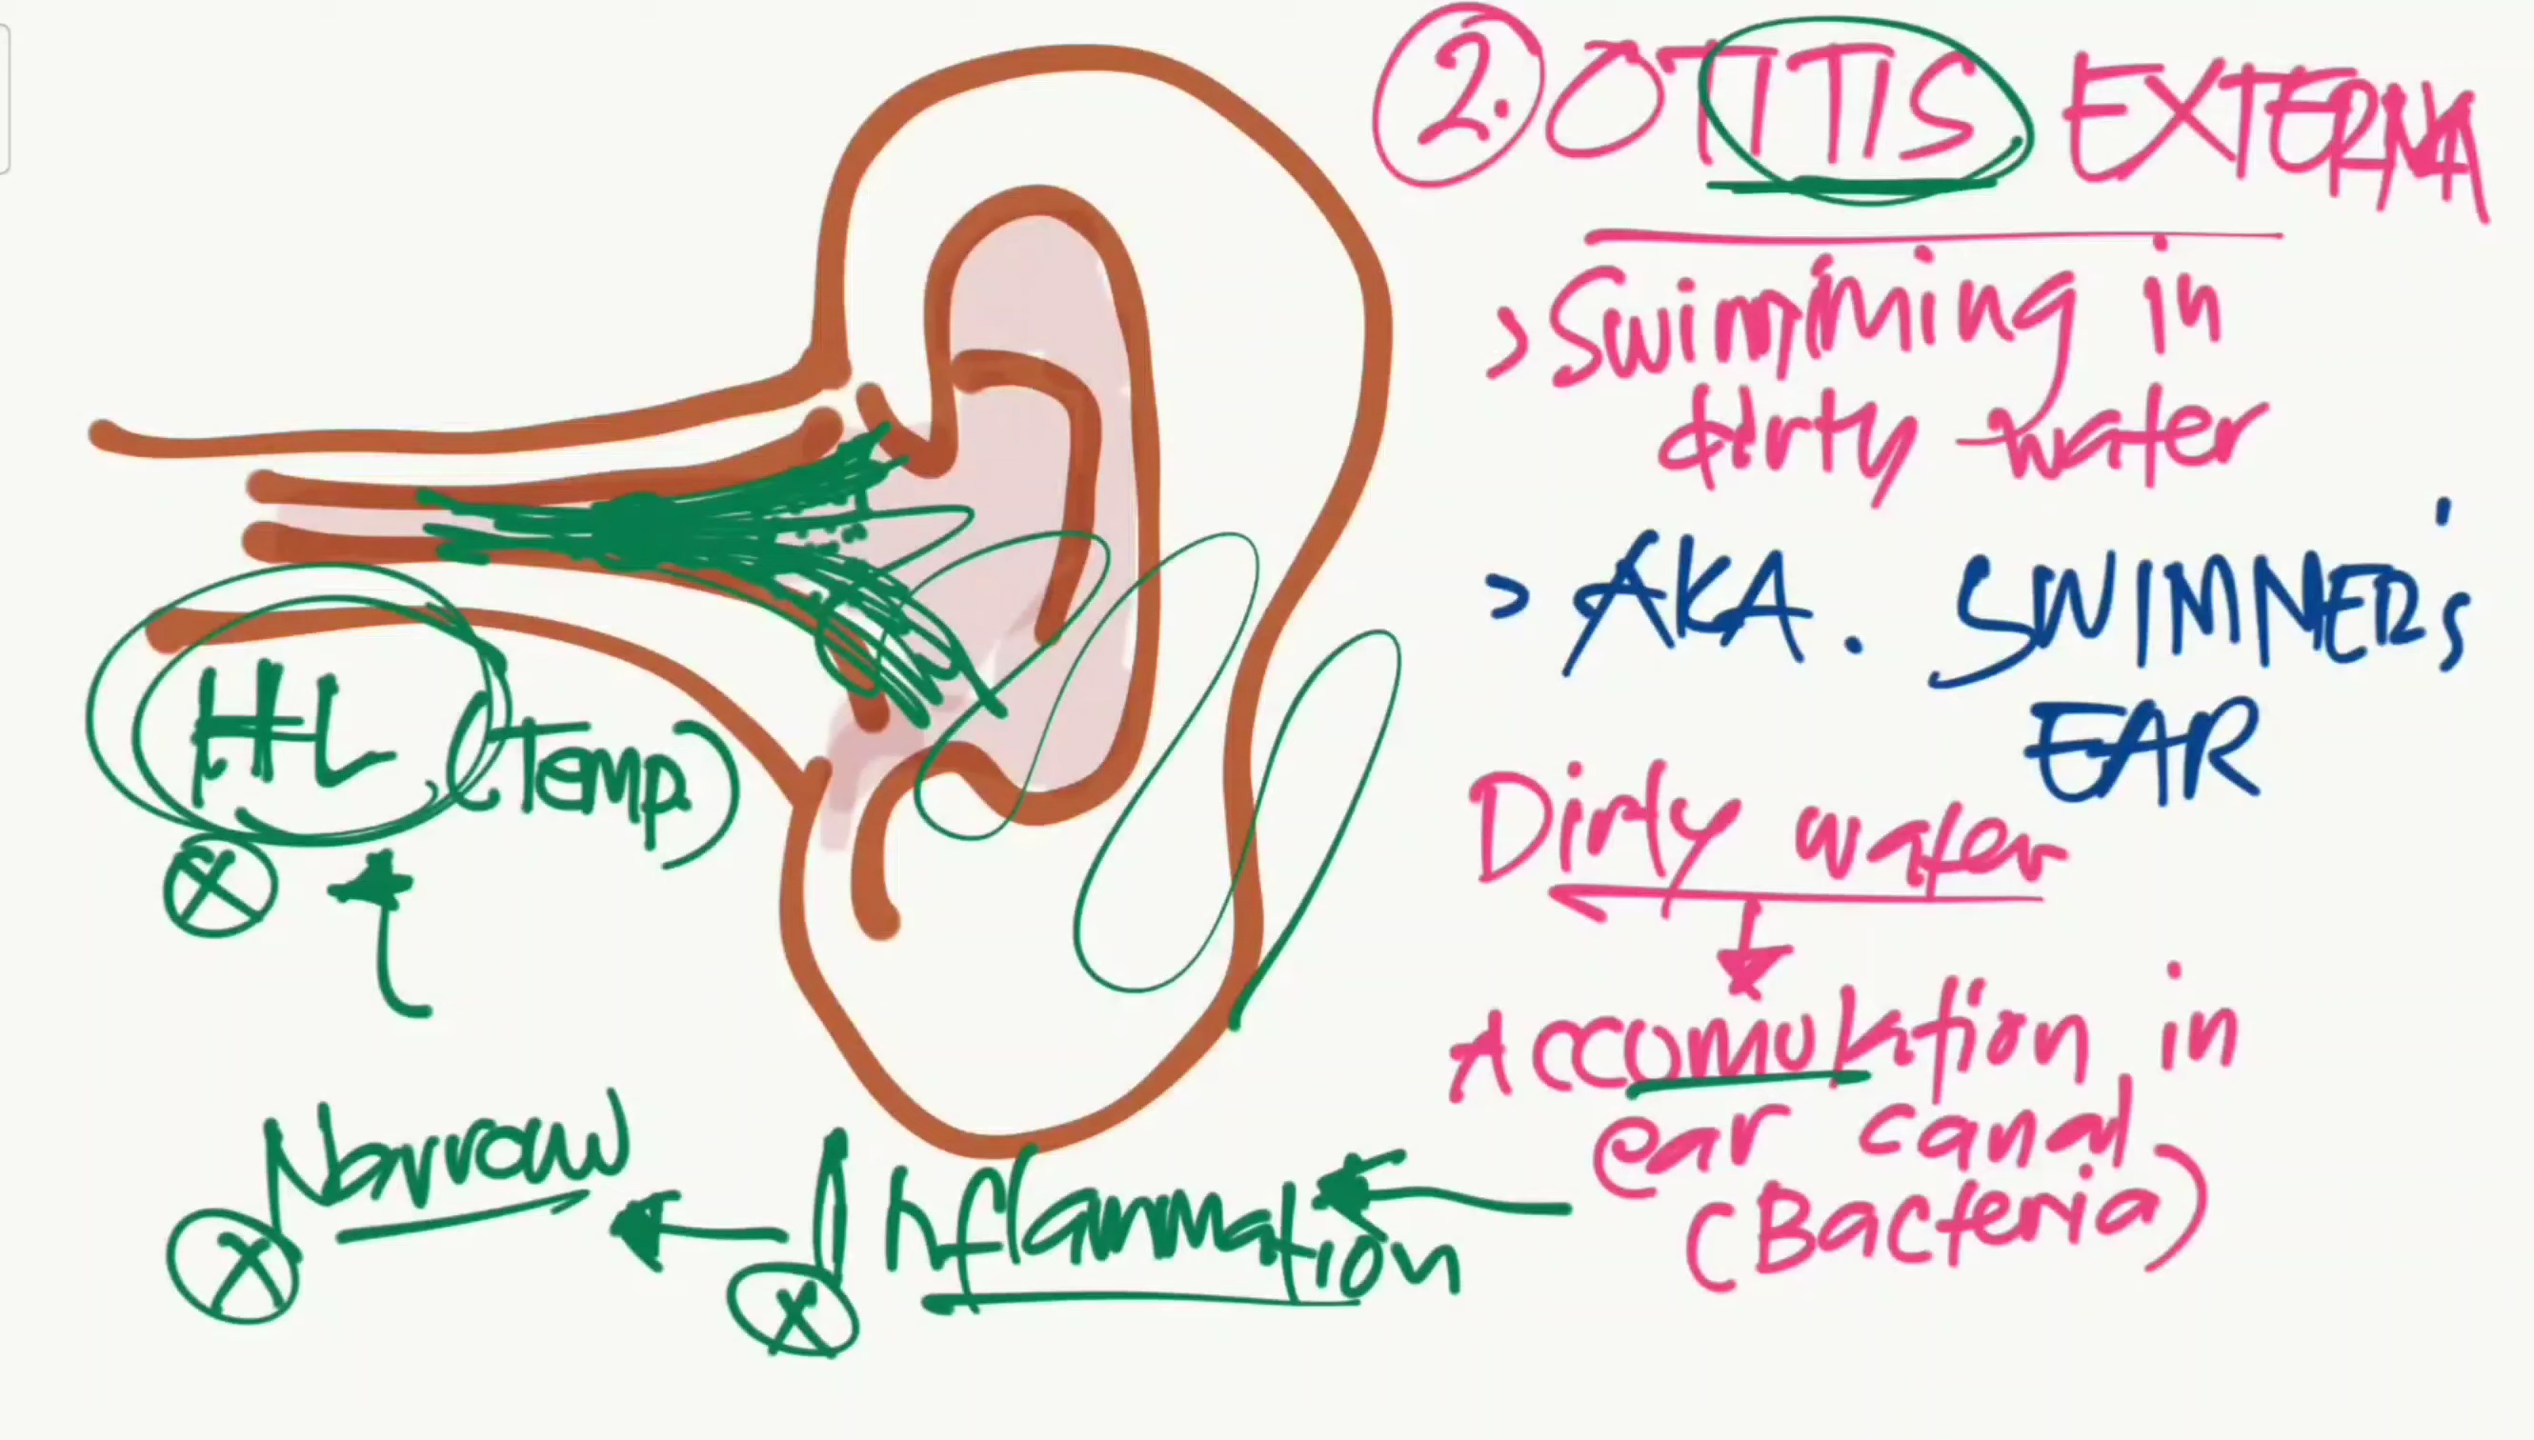 2. OTITIS EXTERNA
> Swimming in
dirty water
> AKA. SWIMMER's
EAR
Dirty water
Accomulation in
ear canal
(Bacteria)
Inflammation
Narrow
HL (Temp.)
X
X
X